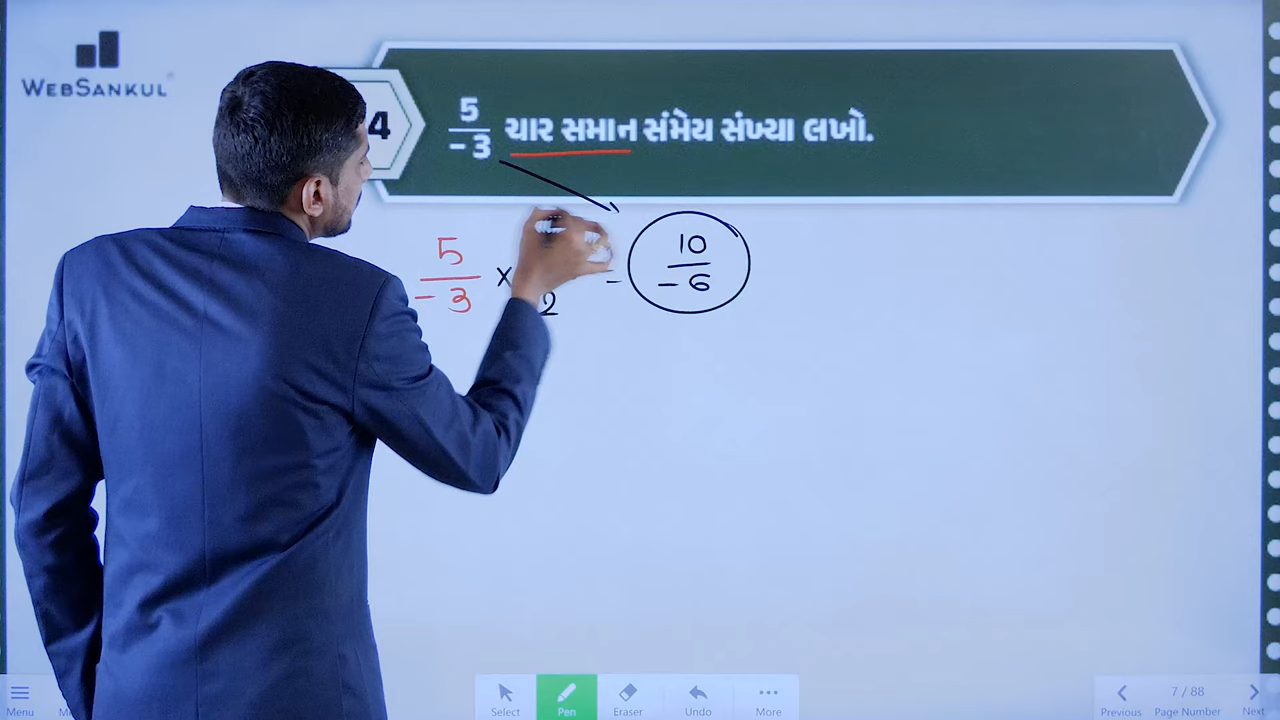 WEBSANKUL
4
5
-3 ચાર સમાન સંમેય સંખ્યા લખો.
5
-3 × 2 = 10
-6
Menu
Select
Pen
Eraser
Undo
More
Previous
7 / 88
Page Number
Next